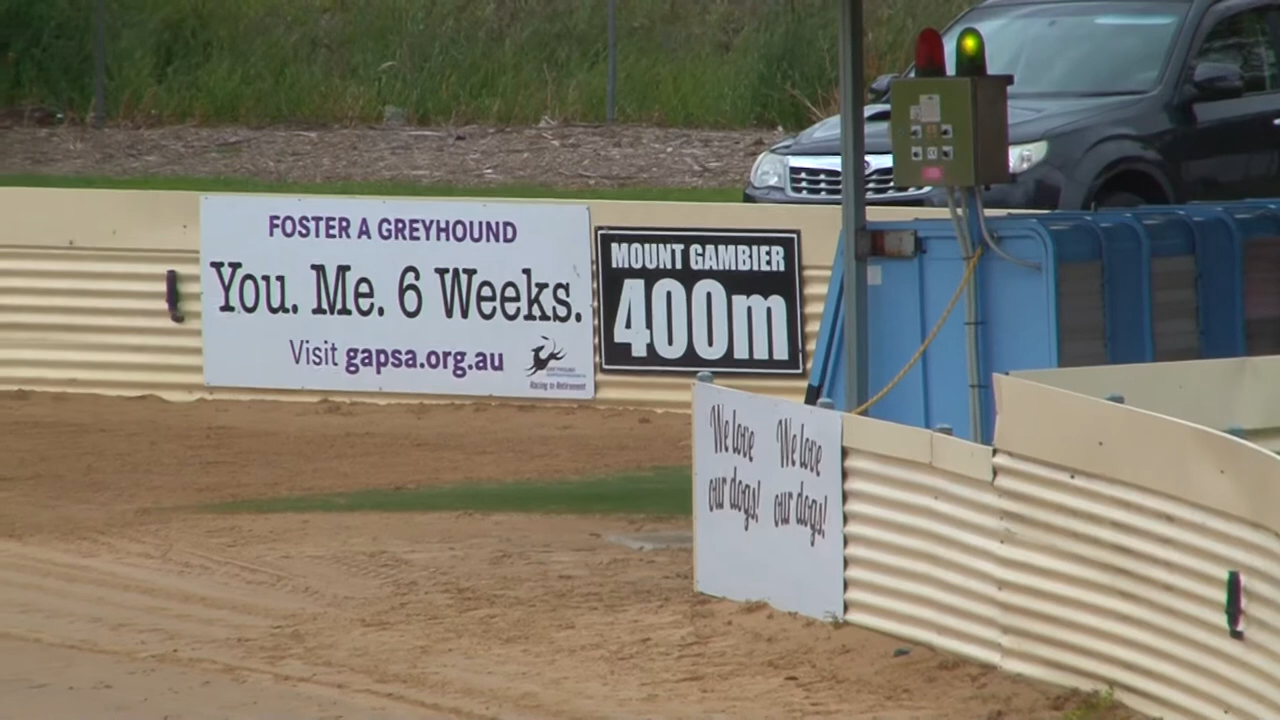 FOSTER A GREYHOUND
You. Me. 6 Weeks.
Visit gapsa.org.au
Racing to Retirement
MOUNT GAMBIER
400m
We love
our dogs!
We love
our dogs!